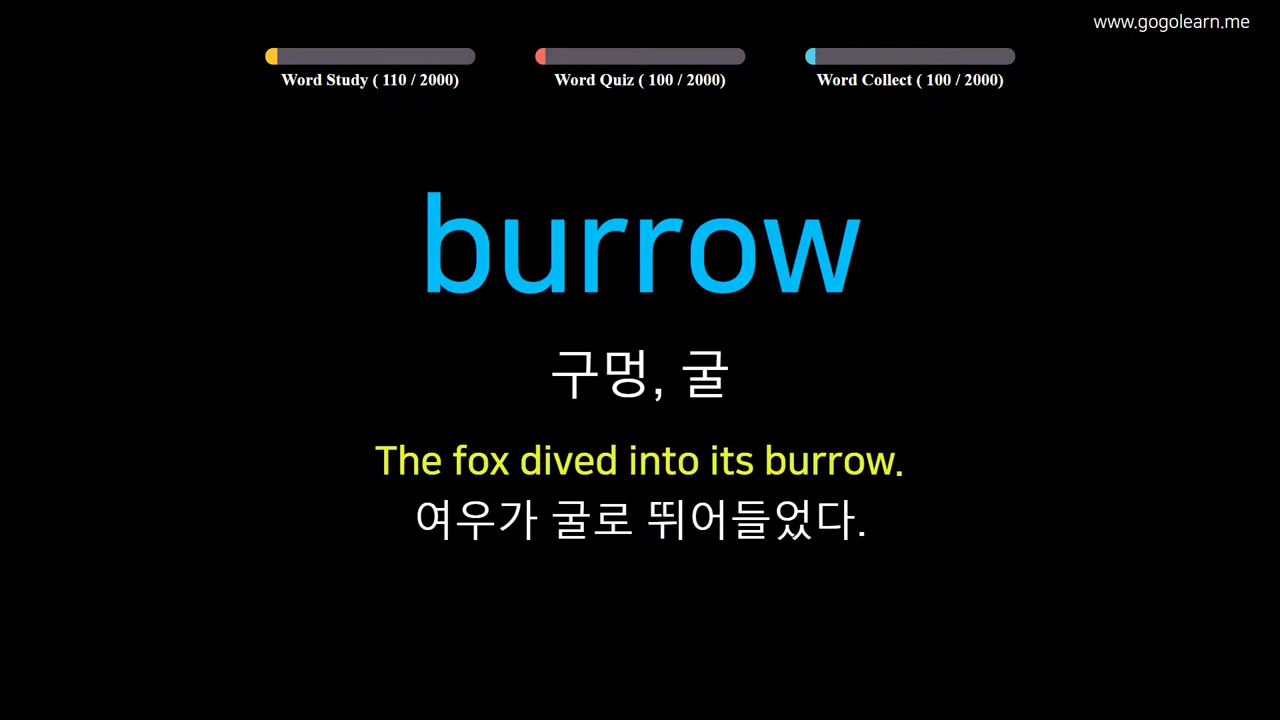 www.gogolearn.me
Word Study ( 110 / 2000)
Word Quiz ( 100 / 2000)
Word Collect ( 100 / 2000)
burrow
구멍, 굴
The fox dived into its burrow.
여우가 굴로 뛰어들었다.